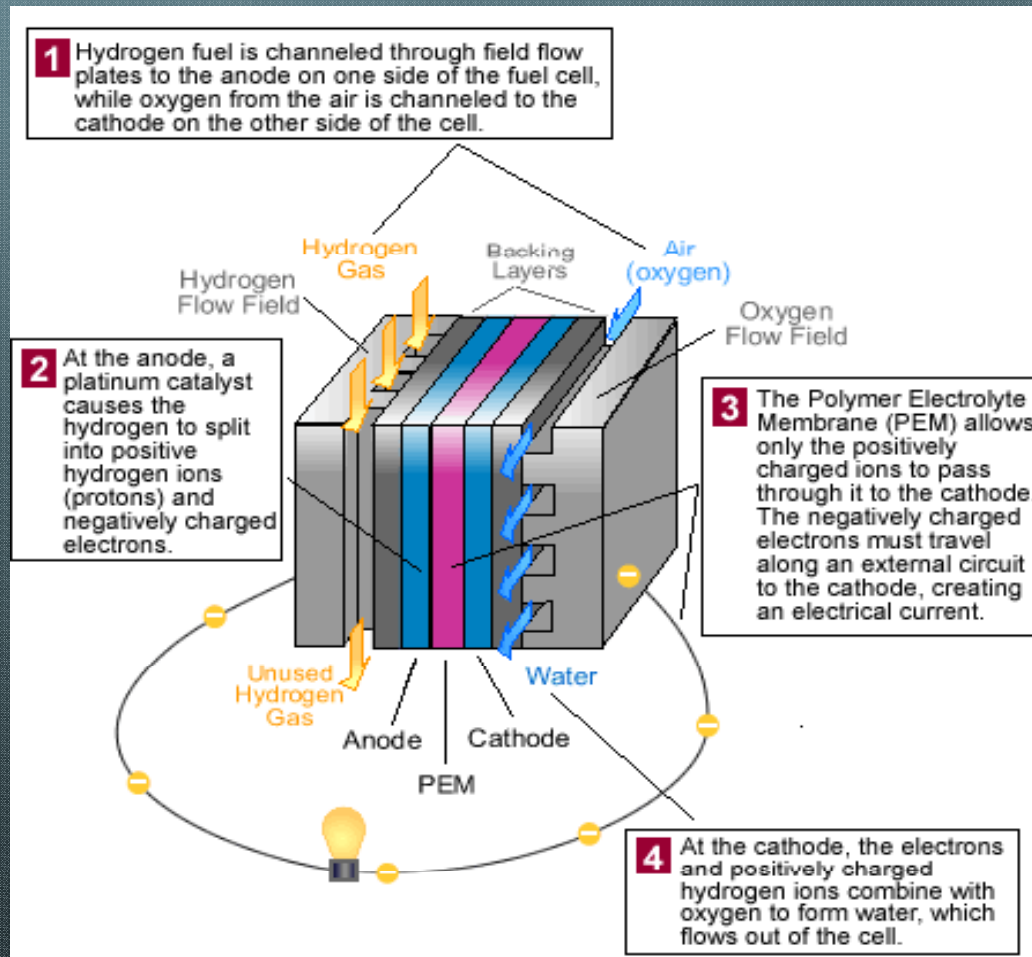 1 Hydrogen fuel is channeled through field flow
plates to the anode on one side of the fuel cell,
while oxygen from the air is channeled to the
cathode on the other side of the cell.
Hydrogen
Gas
Backing
Layers
Air
(oxygen)
Hydrogen
Flow Field
Oxygen
Flow Field
2 At the anode, a
platinum catalyst
causes the
hydrogen to split
into positive
hydrogen ions
(protons) and
negatively charged
electrons.
3 The Polymer Electrolyte
Membrane (PEM) allows
only the positively
charged ions to pass
through it to the cathode
The negatively charged
electrons must travel
along an external circuit
to the cathode, creating
an electrical current.
Unused
Hydrogen
Gas
Water
Anode
Cathode
PEM
4 At the cathode, the electrons
and positively charged
hydrogen ions combine with
oxygen to form water, which
flows out of the cell.